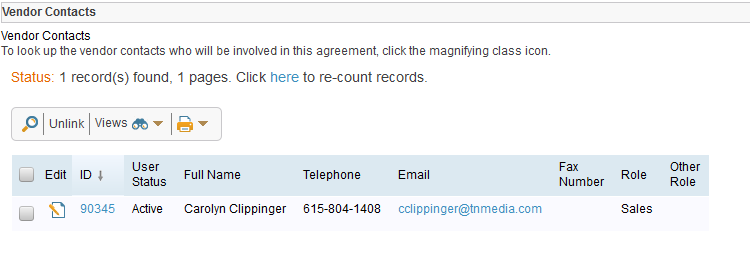 Vendor Contacts
Vendor Contacts
To look up the vendor contacts who will be involved in this agreement, click the magnifying class icon.
Status: 1 record(s) found, 1 pages. Click here to re-count records.
Unlink Views
Edit ID ↓ User Status Full Name Telephone Email Fax Number Role Other Role
90345 Active Carolyn Clippinger 615-804-1408 cclippinger@tnmedia.com Sales